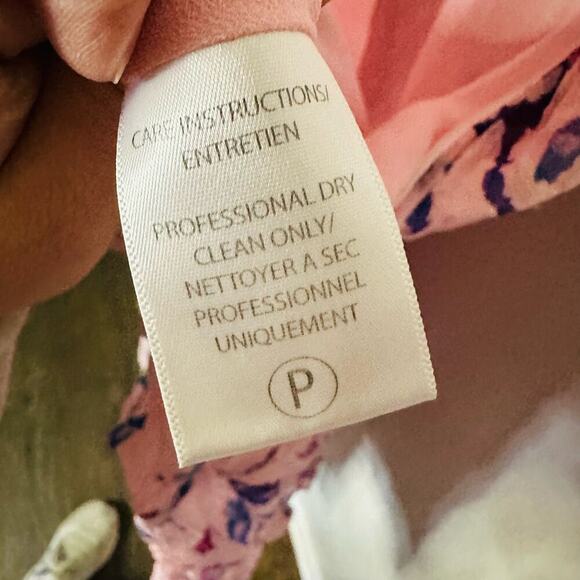 CARE INSTRUCTIONS/
ENTRETIEN
PROFESSIONAL DRY
CLEAN ONLY/
NETTOYER A SEC
PROFESSIONNEL
UNIQUEMENT
P